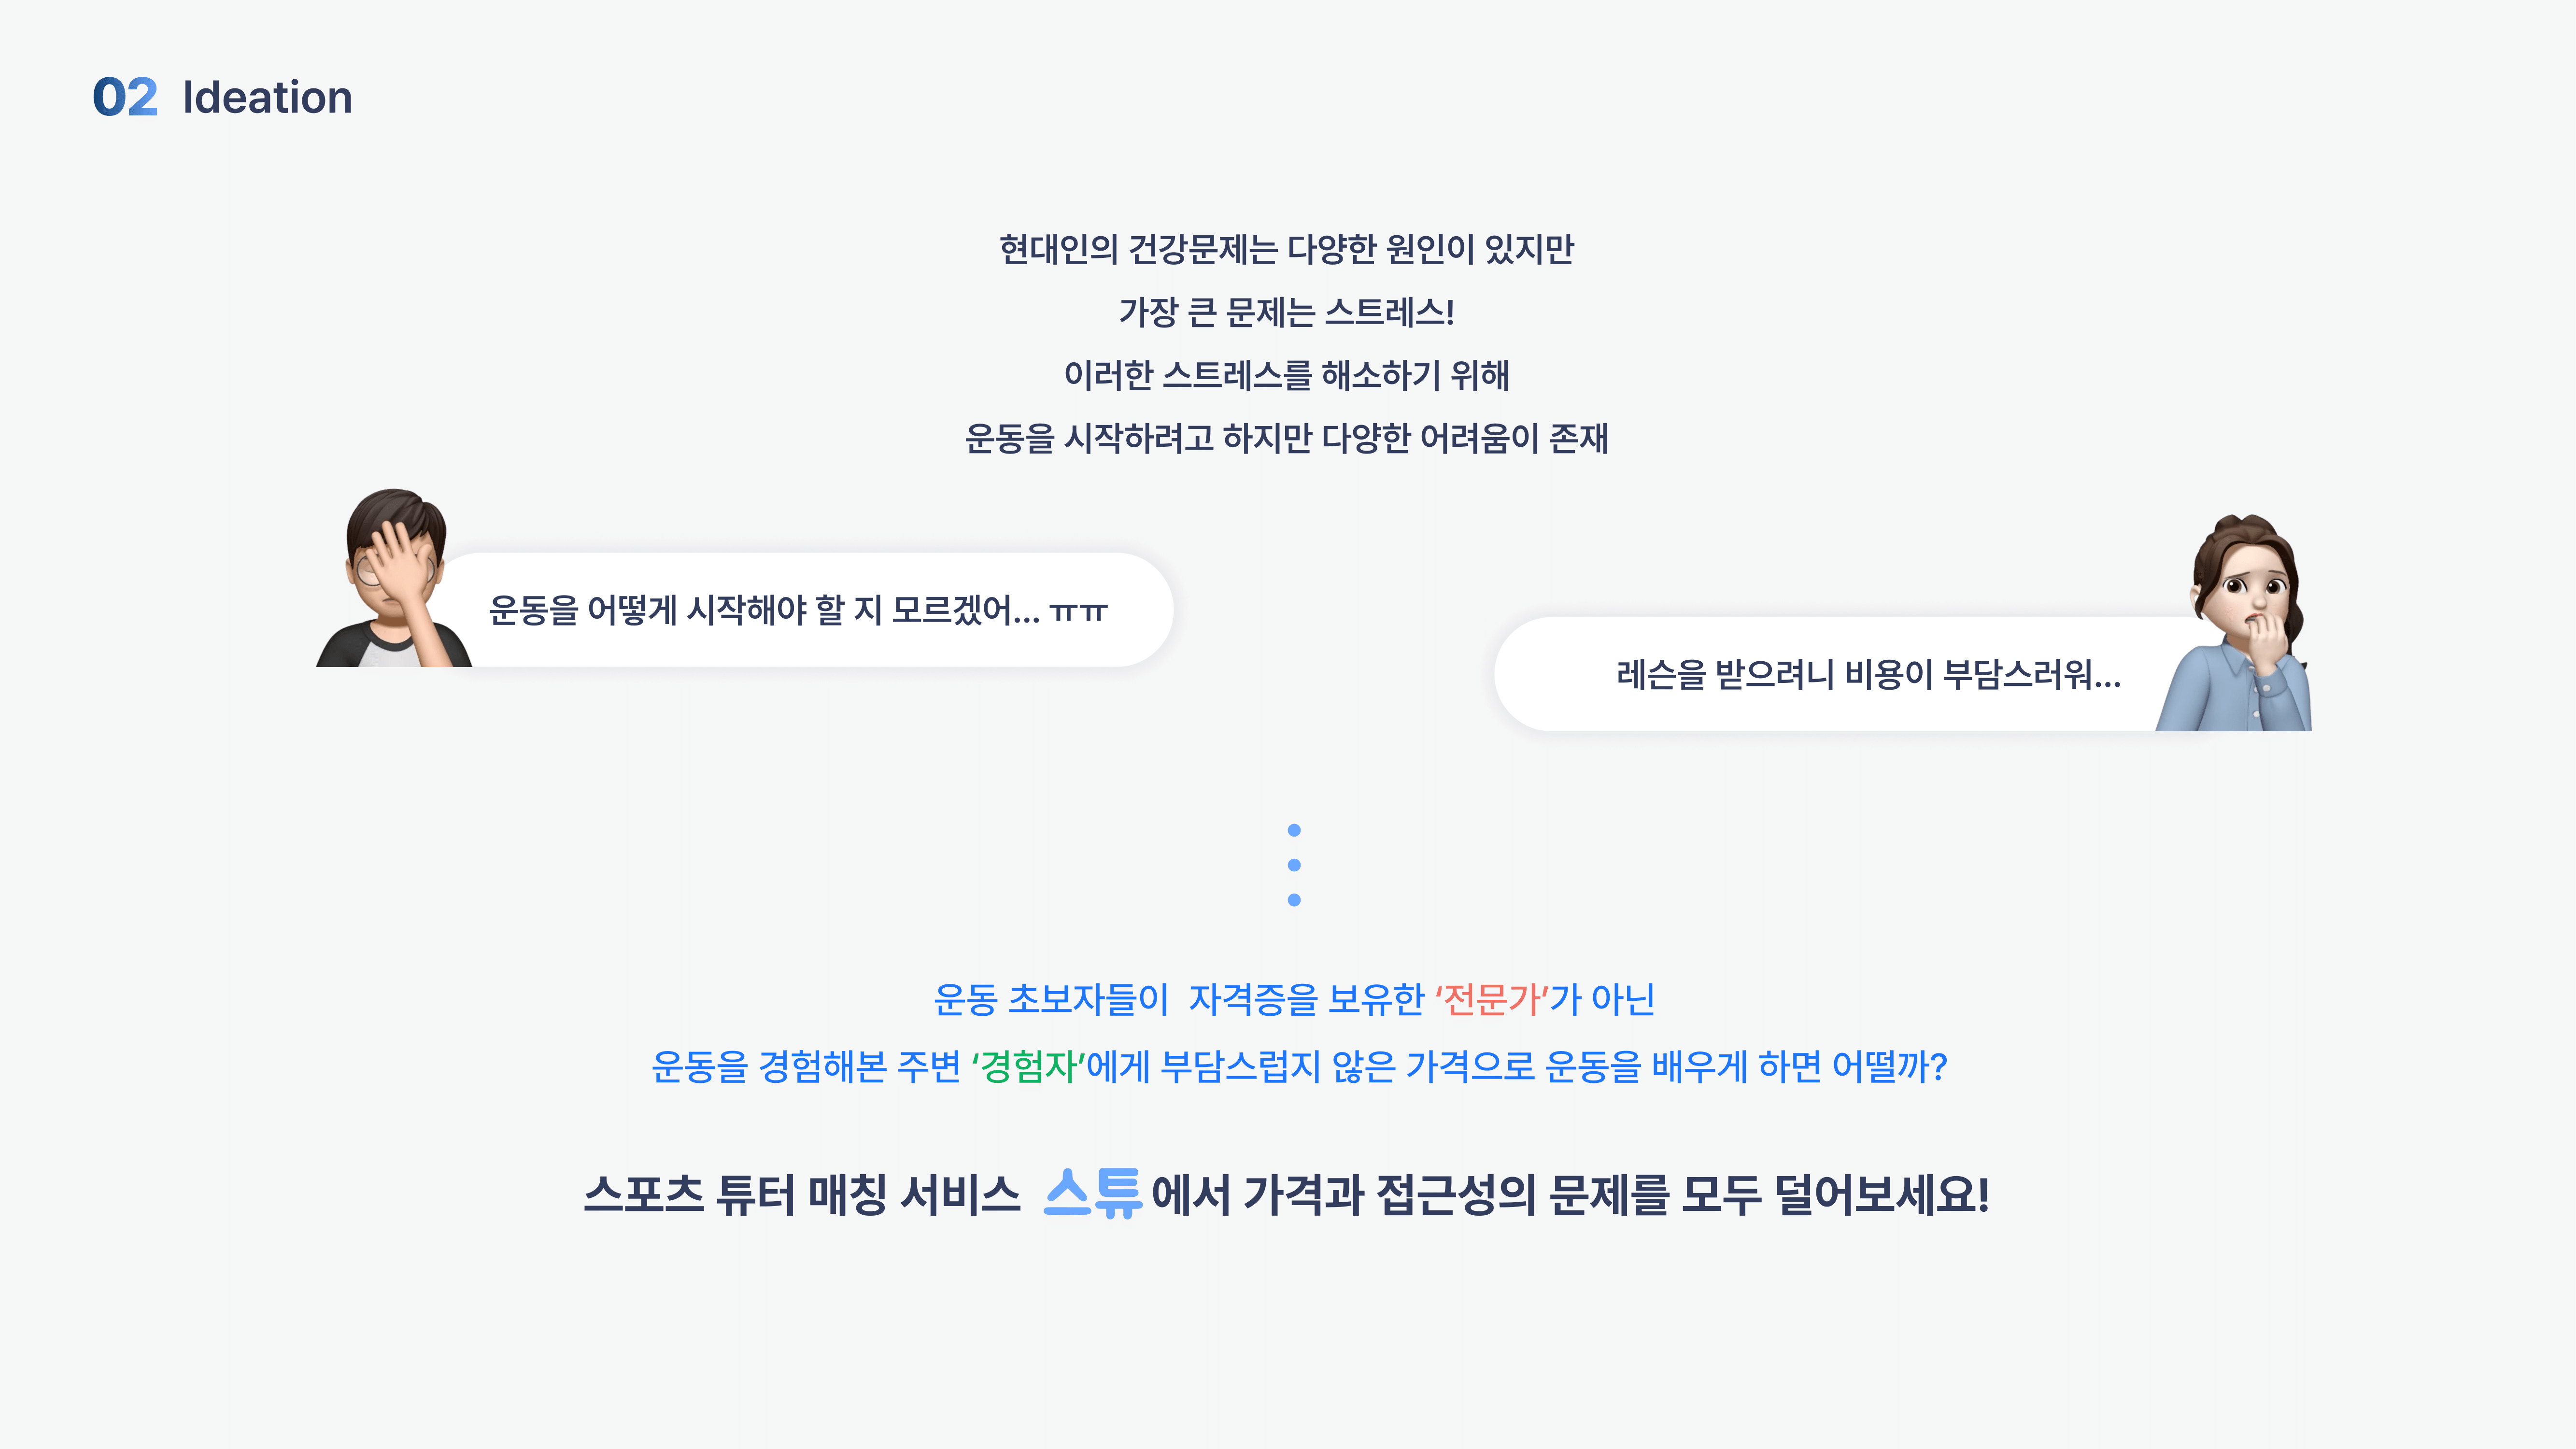 02 Ideation
현대인의 건강문제는 다양한 원인이 있지만
가장 큰 문제는 스트레스!
이러한 스트레스를 해소하기 위해
운동을 시작하려고 하지만 다양한 어려움이 존재
운동을 어떻게 시작해야 할 지 모르겠어... ㅠㅠ
레슨을 받으려니 비용이 부담스러워...
운동 초보자들이 자격증을 보유한 ‘전문가’가 아닌
운동을 경험해본 주변 ‘경험자’에게 부담스럽지 않은 가격으로 운동을 배우게 하면 어떨까?
스포츠 튜터 매칭 서비스 스튜에서 가격과 접근성의 문제를 모두 덜어보세요!